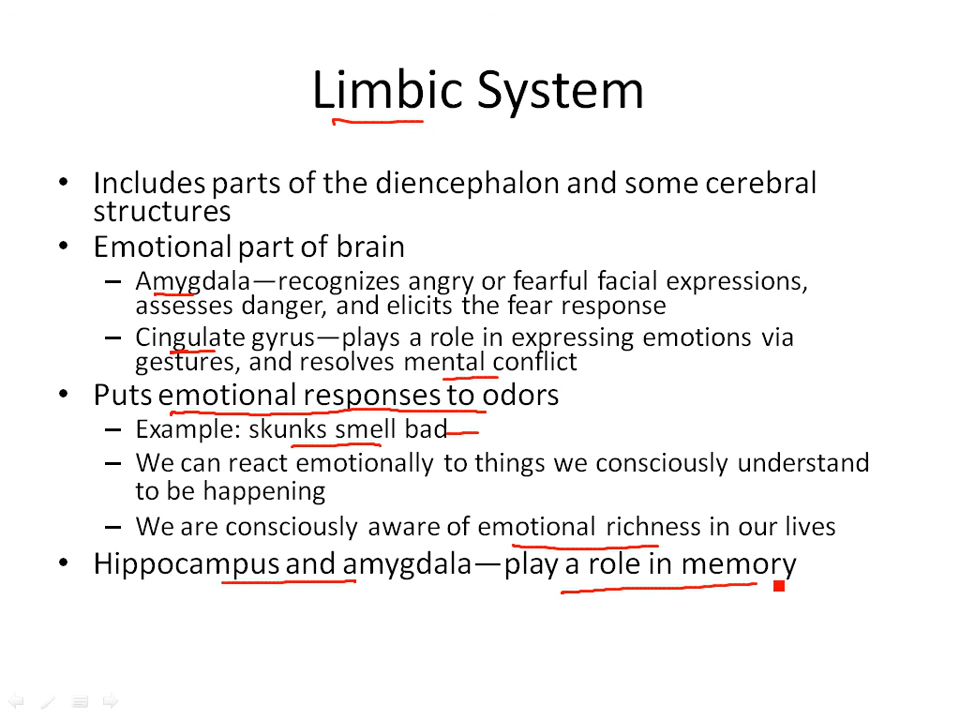 Limbic System
• Includes parts of the diencephalon and some cerebral
structures
• Emotional part of brain
– Amygdala—recognizes angry or fearful facial expressions,
assesses danger, and elicits the fear response
– Cingulate gyrus—plays a role in expressing emotions via
gestures, and resolves mental conflict
• Puts emotional responses to odors
– Example: skunks smell bad
– We can react emotionally to things we consciously understand
to be happening
– We are consciously aware of emotional richness in our lives
• Hippocampus and amygdala—play a role in memory